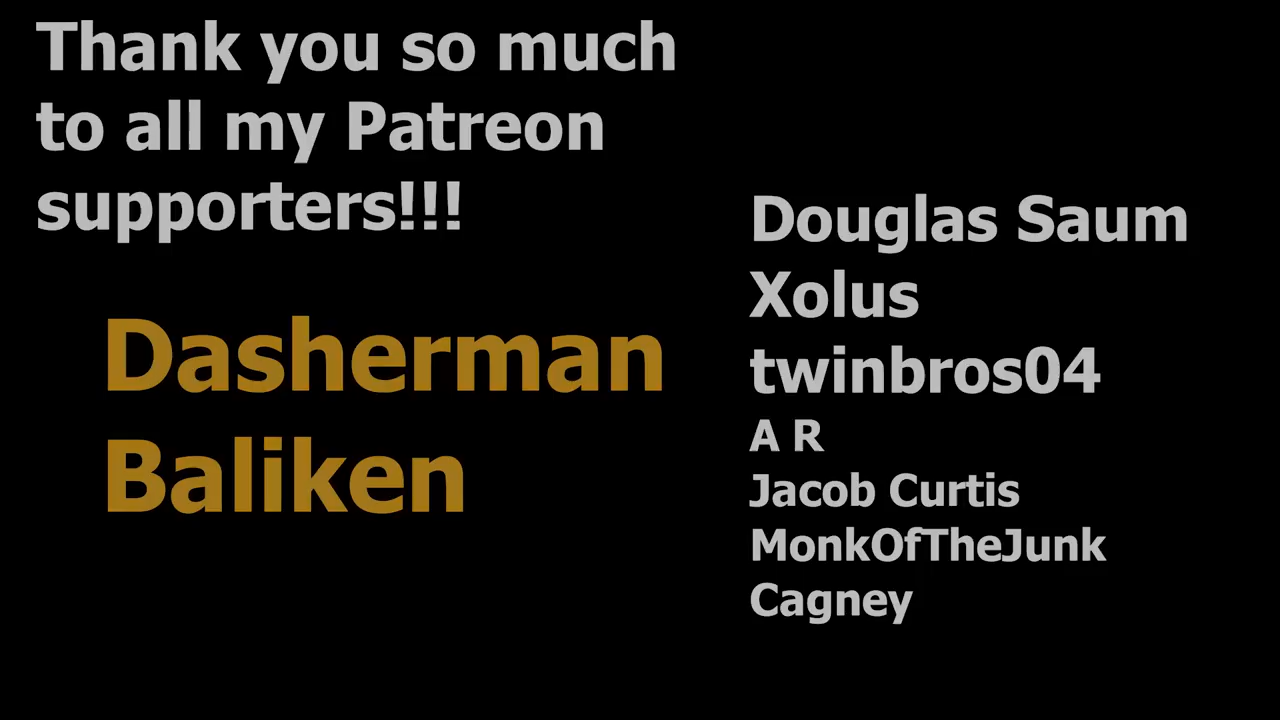 Thank you so much
to all my Patreon
supporters!!!
Dasherman
Baliken
Douglas Saum
Xolus
twinbros04
A R
Jacob Curtis
MonkOfTheJunk
Cagney